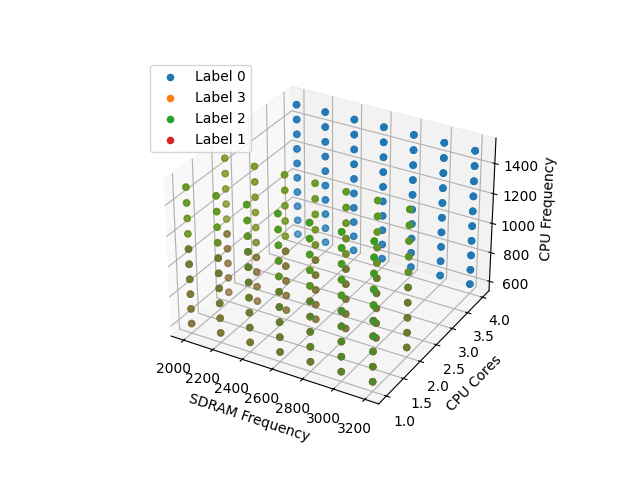 Label 0
Label 3
Label 2
Label 1
1400
1200
1000
800
600
CPU Frequency
4.0
3.5
3.0
2.5
2.0
1.5
1.0
CPU Cores
2000
2200
2400
2600
2800
3000
3200
SDRAM Frequency